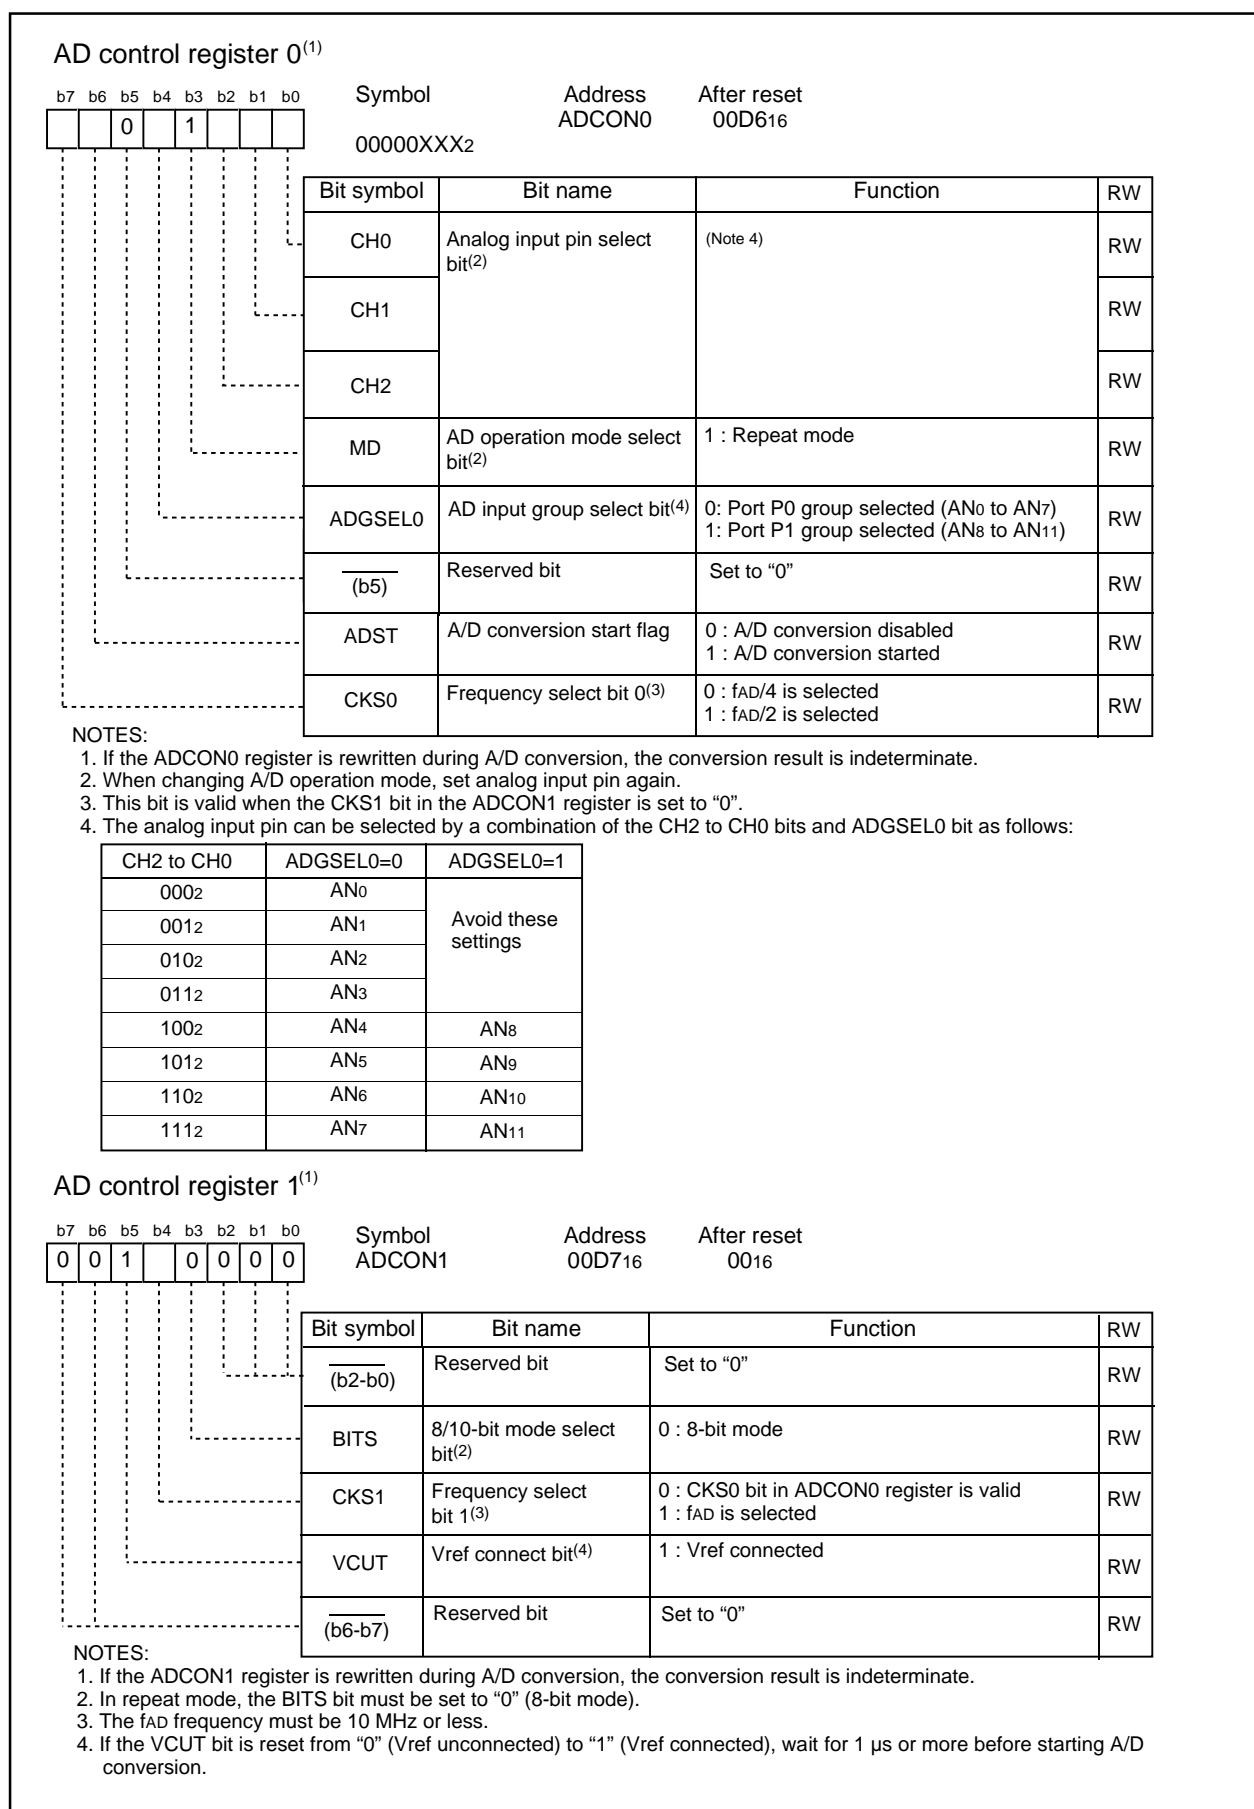 AD control register 0(1)
b7 b6 b5 b4 b3 b2 b1 b0
Symbol Address After reset
0 1
ADCON0 00D616
00000XXX2
Bit symbol Bit name Function RW
CH0 Analog input pin select bit(2) (Note 4) RW
CH1 RW
CH2 RW
MD AD operation mode select bit(2) 1 : Repeat mode RW
ADGSEL0 AD input group select bit(4) 0: Port P0 group selected (AN0 to AN7)
1: Port P1 group selected (AN8 to AN11) RW
(b5) Reserved bit Set to “0” RW
ADST A/D conversion start flag 0 : A/D conversion disabled
1 : A/D conversion started RW
CKS0 Frequency select bit 0(3) 0 : fAD/4 is selected
1 : fAD/2 is selected RW
NOTES:
1. If the ADCON0 register is rewritten during A/D conversion, the conversion result is indeterminate.
2. When changing A/D operation mode, set analog input pin again.
3. This bit is valid when the CKS1 bit in the ADCON1 register is set to “0”.
4. The analog input pin can be selected by a combination of the CH2 to CH0 bits and ADGSEL0 bit as follows:
CH2 to CH0 ADGSEL0=0 ADGSEL0=1
0002 AN0
0012 AN1 Avoid these
settings
0102 AN2
0112 AN3
1002 AN4 AN8
1012 AN5 AN9
1102 AN6 AN10
1112 AN7 AN11
AD control register 1(1)
b7 b6 b5 b4 b3 b2 b1 b0
Symbol Address After reset
0 0 1 0 0 0 0
ADCON1 00D716 0016
Bit symbol Bit name Function RW
(b2-b0) Reserved bit Set to “0” RW
BITS 8/10-bit mode select
bit(2) 0 : 8-bit mode RW
CKS1 Frequency select
bit 1(3) 0 : CKS0 bit in ADCON0 register is valid
1 : fAD is selected RW
VCUT Vref connect bit(4) 1 : Vref connected RW
(b6-b7) Reserved bit Set to “0” RW
NOTES:
1. If the ADCON1 register is rewritten during A/D conversion, the conversion result is indeterminate.
2. In repeat mode, the BITS bit must be set to “0” (8-bit mode).
3. The fAD frequency must be 10 MHz or less.
4. If the VCUT bit is reset from “0” (Vref unconnected) to “1” (Vref connected), wait for 1 µs or more before starting A/D
conversion.